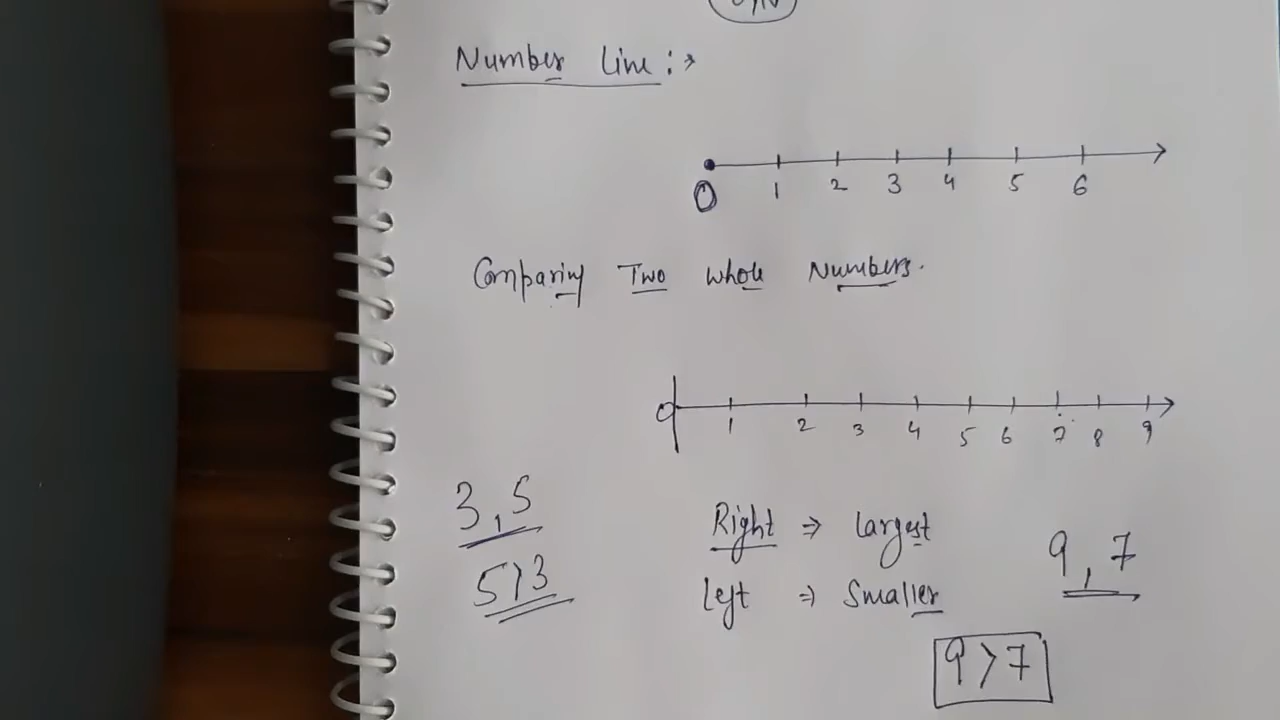 Number Line :→
0 1 2 3 4 5 6
Comparing Two whole Numbers.
0 1 2 3 4 5 6 7 8 9
3, 5
5>3
Right ⇒ largest
Left ⇒ Smaller
9, 7
9>7